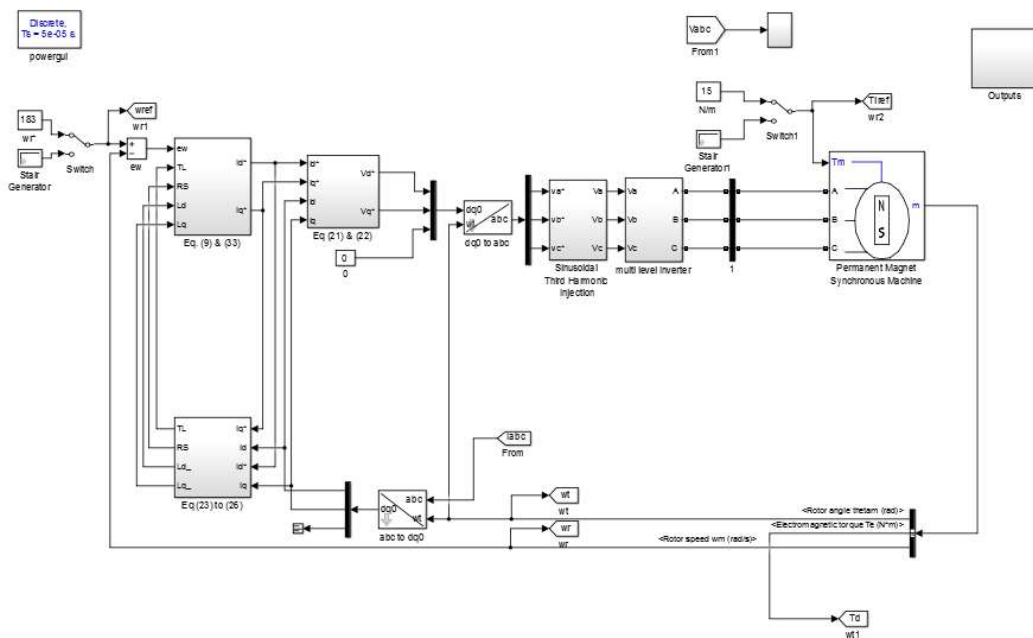 Discrete,
Ts = 5e-05 s.
powergui
Vabc
From1
Outputs
183
wr*
wref
wr1
Stair
Generator
Switch
+
−
ew
ew
TL
RS
Ld
Lq
Id*
Iq*
Eq. (9) & (33)
Id*
Iq*
Id
Iq
Vd*
Vq*
Eq (21) & (22)
0
0
dq0
wt
abc
dq0 to abc
va*
vb*
vc*
Va
Vb
Vc
Sinusoidal
Third Harmonic
Injection
Va
Vb
Vc
A
B
C
multi level inverter
1
15
N/m
Stair
Generator1
Switch1
TLref
wr2
Tm
A
B
C
N
S
m
Permanent Magnet
Synchronous Machine
TL
RS
Ld_
Lq_
Iq*
Id
Id*
Iq
Eq (23) to (26)
Iabc
From
abc
wt
dq0
abc to dq0
wt
wt
wr
wr
<Rotor angle thetam (rad)>
<Electromagnetic torque Te (N*m)>
<Rotor speed wm (rad/s)>
Td
wt1